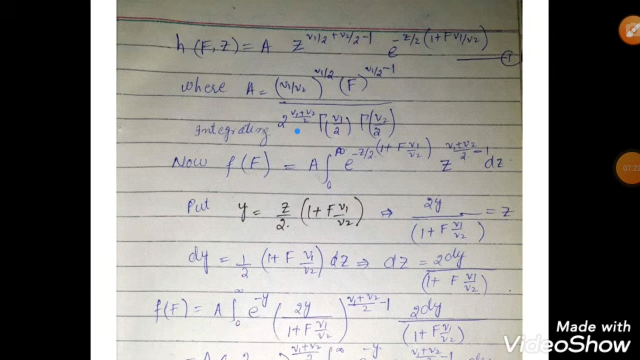 h(F,Z) = A z^(ν1/2+ν2/2-1) e^(-z/2(1+Fν1/ν2)) — 1
where A = (ν1/ν2)^(ν1/2) (F)^(ν1/2-1) / 2^((ν1+ν2)/2) Γ(ν1/2) Γ(ν2/2)
Integrating
Now f(F) = A ∫_0^∞ e^(-z/2(1+F ν1/ν2)) z^((ν1+ν2)/2-1) dz
Put y = z/2 (1+F ν1/ν2) ⇒ 2y/(1+F ν1/ν2) = z
dy = 1/2 (1+F ν1/ν2) dz ⇒ dz = 2dy/(1+F ν1/ν2).
f(F) = A ∫_0^∞ e^-y (2y/(1+F ν1/ν2))^((ν1+ν2)/2-1) 2dy/(1+F ν1/ν2)
Made with
VideoShow